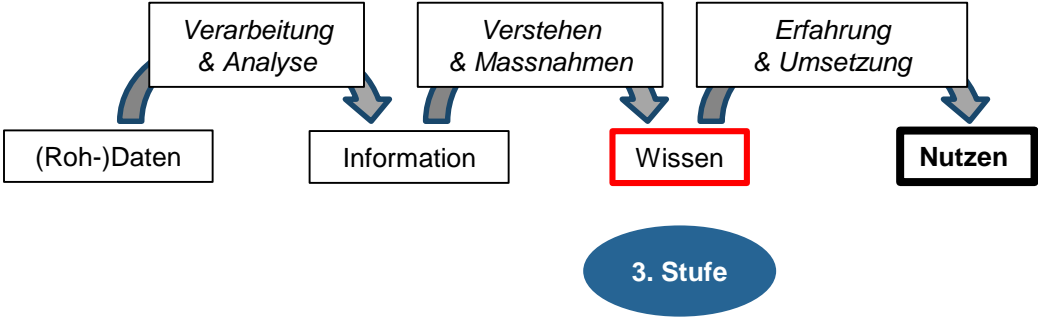 Verarbeitung
& Analyse
Verstehen
& Massnahmen
Erfahrung
& Umsetzung
(Roh-)Daten
Information
Wissen
Nutzen
3. Stufe